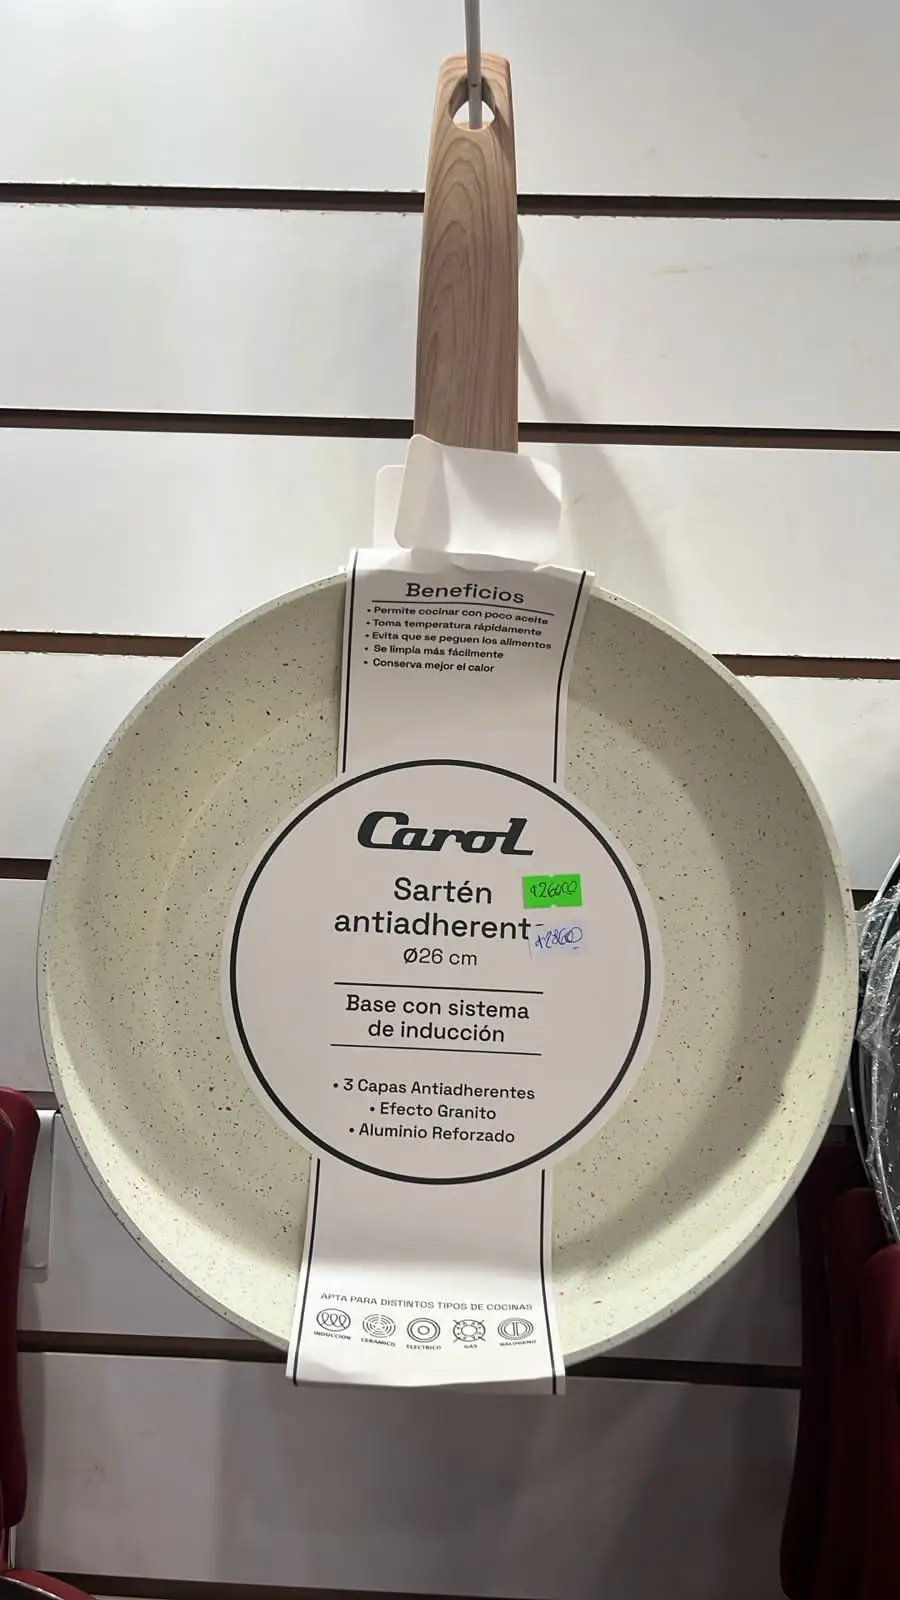 Beneficios
• Permite cocinar con poco aceite
• Toma temperatura rápidamente
• Evita que se peguen los alimentos
• Se limpia más fácilmente
• Conserva mejor el calor
Carol
Sartén
antiadherent
Ø26 cm
Base con sistema
de inducción
• 3 Capas Antiadherentes
• Efecto Granito
• Aluminio Reforzado
APTA PARA DISTINTOS TIPOS DE COCINAS
INDUCCION CERAMICO ELECTRICO GAS HALOGENO